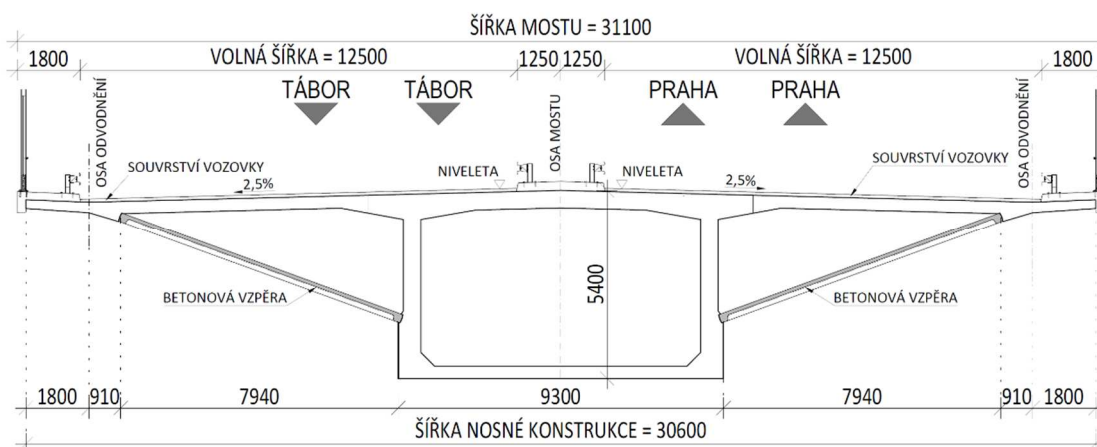 ŠÍŘKA MOSTU = 31100
1800 VOLNÁ ŠÍŘKA = 12500 1250 1250 VOLNÁ ŠÍŘKA = 12500 1800
TÁBOR TÁBOR PRAHA PRAHA
OSA ODVODNĚNÍ
OSA MOSTU
OSA ODVODNĚNÍ
SOUVRSTVÍ VOZOVKY
2,5%
NIVELETA
NIVELETA
2,5%
SOUVRSTVÍ VOZOVKY
BETONOVÁ VZPĚRA
5400
BETONOVÁ VZPĚRA
1800 910 7940 9300 7940 910 1800
ŠÍŘKA NOSNÉ KONSTRUKCE = 30600